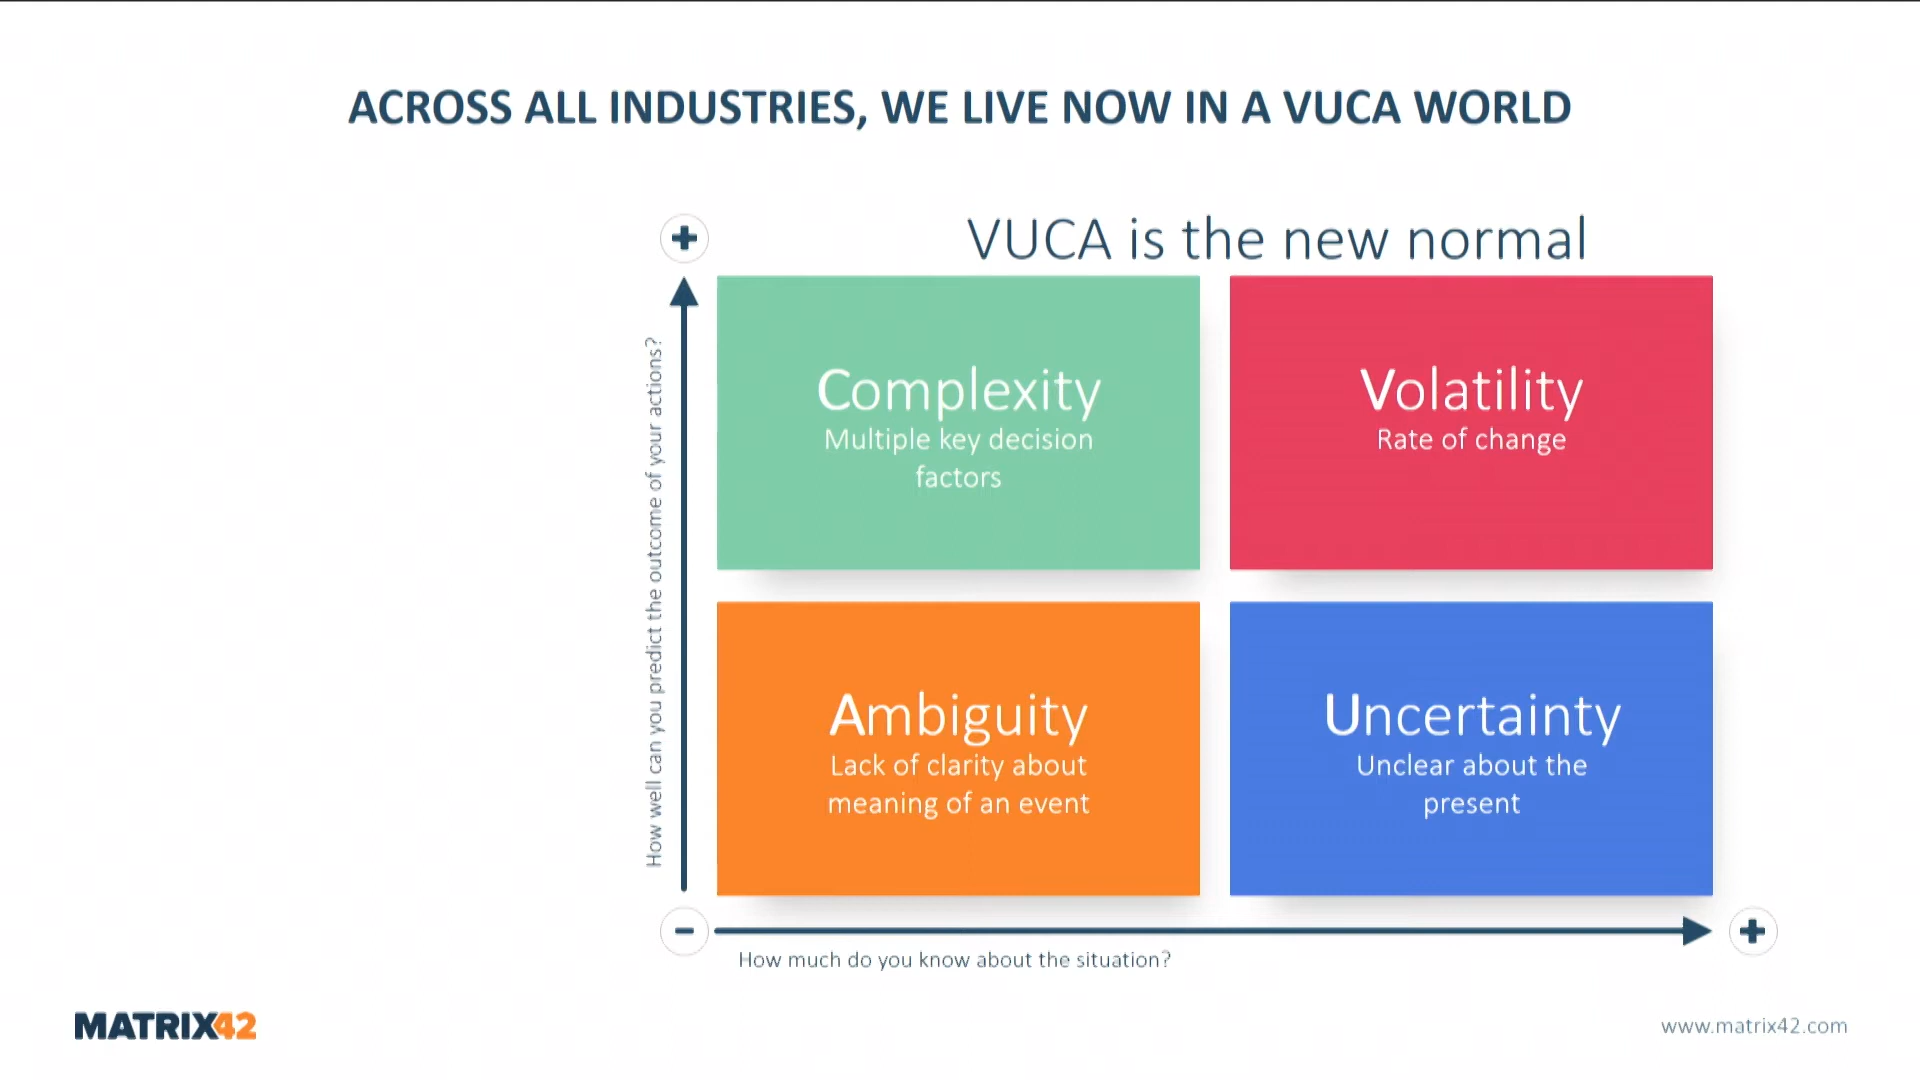 ACROSS ALL INDUSTRIES, WE LIVE NOW IN A VUCA WORLD
VUCA is the new normal
How well can you predict the outcome of your actions?
Complexity
Multiple key decision
factors
Volatility
Rate of change
Ambiguity
Lack of clarity about
meaning of an event
Uncertainty
Unclear about the
present
How much do you know about the situation?
MATRIX42
www.matrix42.com